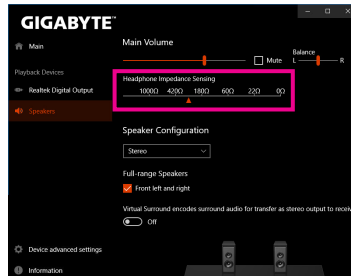 GIGABYTE™
Main
Main Volume
Mute
Balance
L
R
Playback Devices
Headphone Impedance Sensing
1000Ω 420Ω 180Ω 60Ω 22Ω 0Ω
Realtek Digital Output
Speakers
Speaker Configuration
Stereo
Full-range Speakers
Front left and right
Virtual Surround encodes surround audio for transfer as stereo output to receiv
Off
Device advanced settings
Information